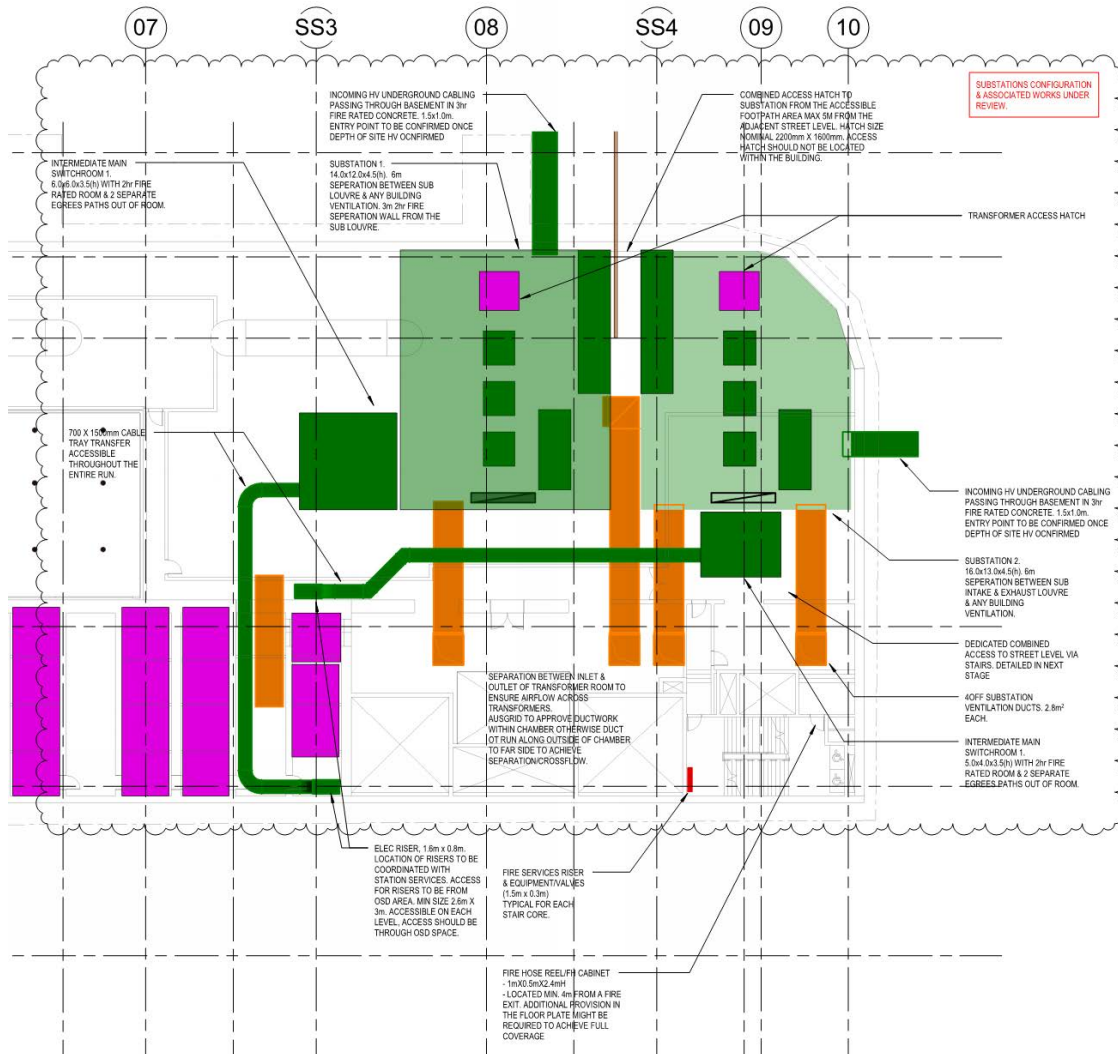 07
SS3
08
SS4
09
10
SUBSTATIONS CONFIGURATION
& ASSOCIATED WORKS UNDER
REVIEW.
INCOMING HV UNDERGROUND CABLING
PASSING THROUGH BASEMENT IN 3hr
FIRE RATED CONCRETE. 1.5x1.0m.
ENTRY POINT TO BE CONFIRMED ONCE
DEPTH OF SITE HV OCNFIRMED
COMBINED ACCESS HATCH TO
SUBSTATION FROM THE ACCESSIBLE
FOOTPATH AREA MAX 5M FROM THE
ADJACENT STREET LEVEL. HATCH SIZE
NOMINAL 2200mm X 1600mm. ACCESS
HATCH SHOULD NOT BE LOCATED
WITHIN THE BUILDING.
INTERMEDIATE MAIN
SWITCHROOM 1.
6.0x6.0x3.5(h) WITH 2hr FIRE
RATED ROOM & 2 SEPARATE
EGREES PATHS OUT OF ROOM.
SUBSTATION 1.
14.0x12.0x4.5(h). 6m
SEPERATION BETWEEN SUB
LOUVRE & ANY BUILDING
VENTILATION. 3m 2hr FIRE
SEPERATION WALL FROM THE
SUB LOUVRE.
TRANSFORMER ACCESS HATCH
700 X 1500mm CABLE
TRAY TRANSFER
ACCESSIBLE
THROUGHOUT THE
ENTIRE RUN.
INCOMING HV UNDERGROUND CABLING
PASSING THROUGH BASEMENT IN 3hr
FIRE RATED CONCRETE. 1.5x1.0m.
ENTRY POINT TO BE CONFIRMED ONCE
DEPTH OF SITE HV OCNFIRMED
SUBSTATION 2.
16.0x13.0x4.5(h). 6m
SEPERATION BETWEEN SUB
INTAKE & EXHAUST LOUVRE
& ANY BUILDING
VENTILATION.
DEDICATED COMBINED
ACCESS TO STREET LEVEL VIA
STAIRS. DETAILED IN NEXT
STAGE
SEPARATION BETWEEN INLET &
OUTLET OF TRANSFORMER ROOM TO
ENSURE AIRFLOW ACROSS
TRANSFORMERS.
AUSGRID TO APPROVE DUCTWORK
WITHIN CHAMBER OTHERWISE DUCT
OT RUN ALONG OUTSIDE OF CHAMBER
TO FAR SIDE TO ACHIEVE
SEPARATION/CROSSFLOW.
4OFF SUBSTATION
VENTILATION DUCTS. 2.8m²
EACH.
INTERMEDIATE MAIN
SWITCHROOM 1.
5.0x4.0x3.5(h) WITH 2hr FIRE
RATED ROOM & 2 SEPARATE
EGREES PATHS OUT OF ROOM.
ELEC RISER, 1.6m x 0.8m.
LOCATION OF RISERS TO BE
COORDINATED WITH
STATION SERVICES. ACCESS
FOR RISERS TO BE FROM
OSD AREA. MIN SIZE 2.6m X
3m. ACCESSIBLE ON EACH
LEVEL, ACCESS SHOULD BE
THROUGH OSD SPACE.
FIRE SERVICES RISER
& EQUIPMENT/VALVES
(1.5m x 0.3m)
TYPICAL FOR EACH
STAIR CORE.
FIRE HOSE REEL/FH CABINET
- 1mX0.5mX2.4mH
- LOCATED MIN. 4m FROM A FIRE
EXIT. ADDITIONAL PROVISION IN
THE FLOOR PLATE MIGHT BE
REQUIRED TO ACHIEVE FULL
COVERAGE